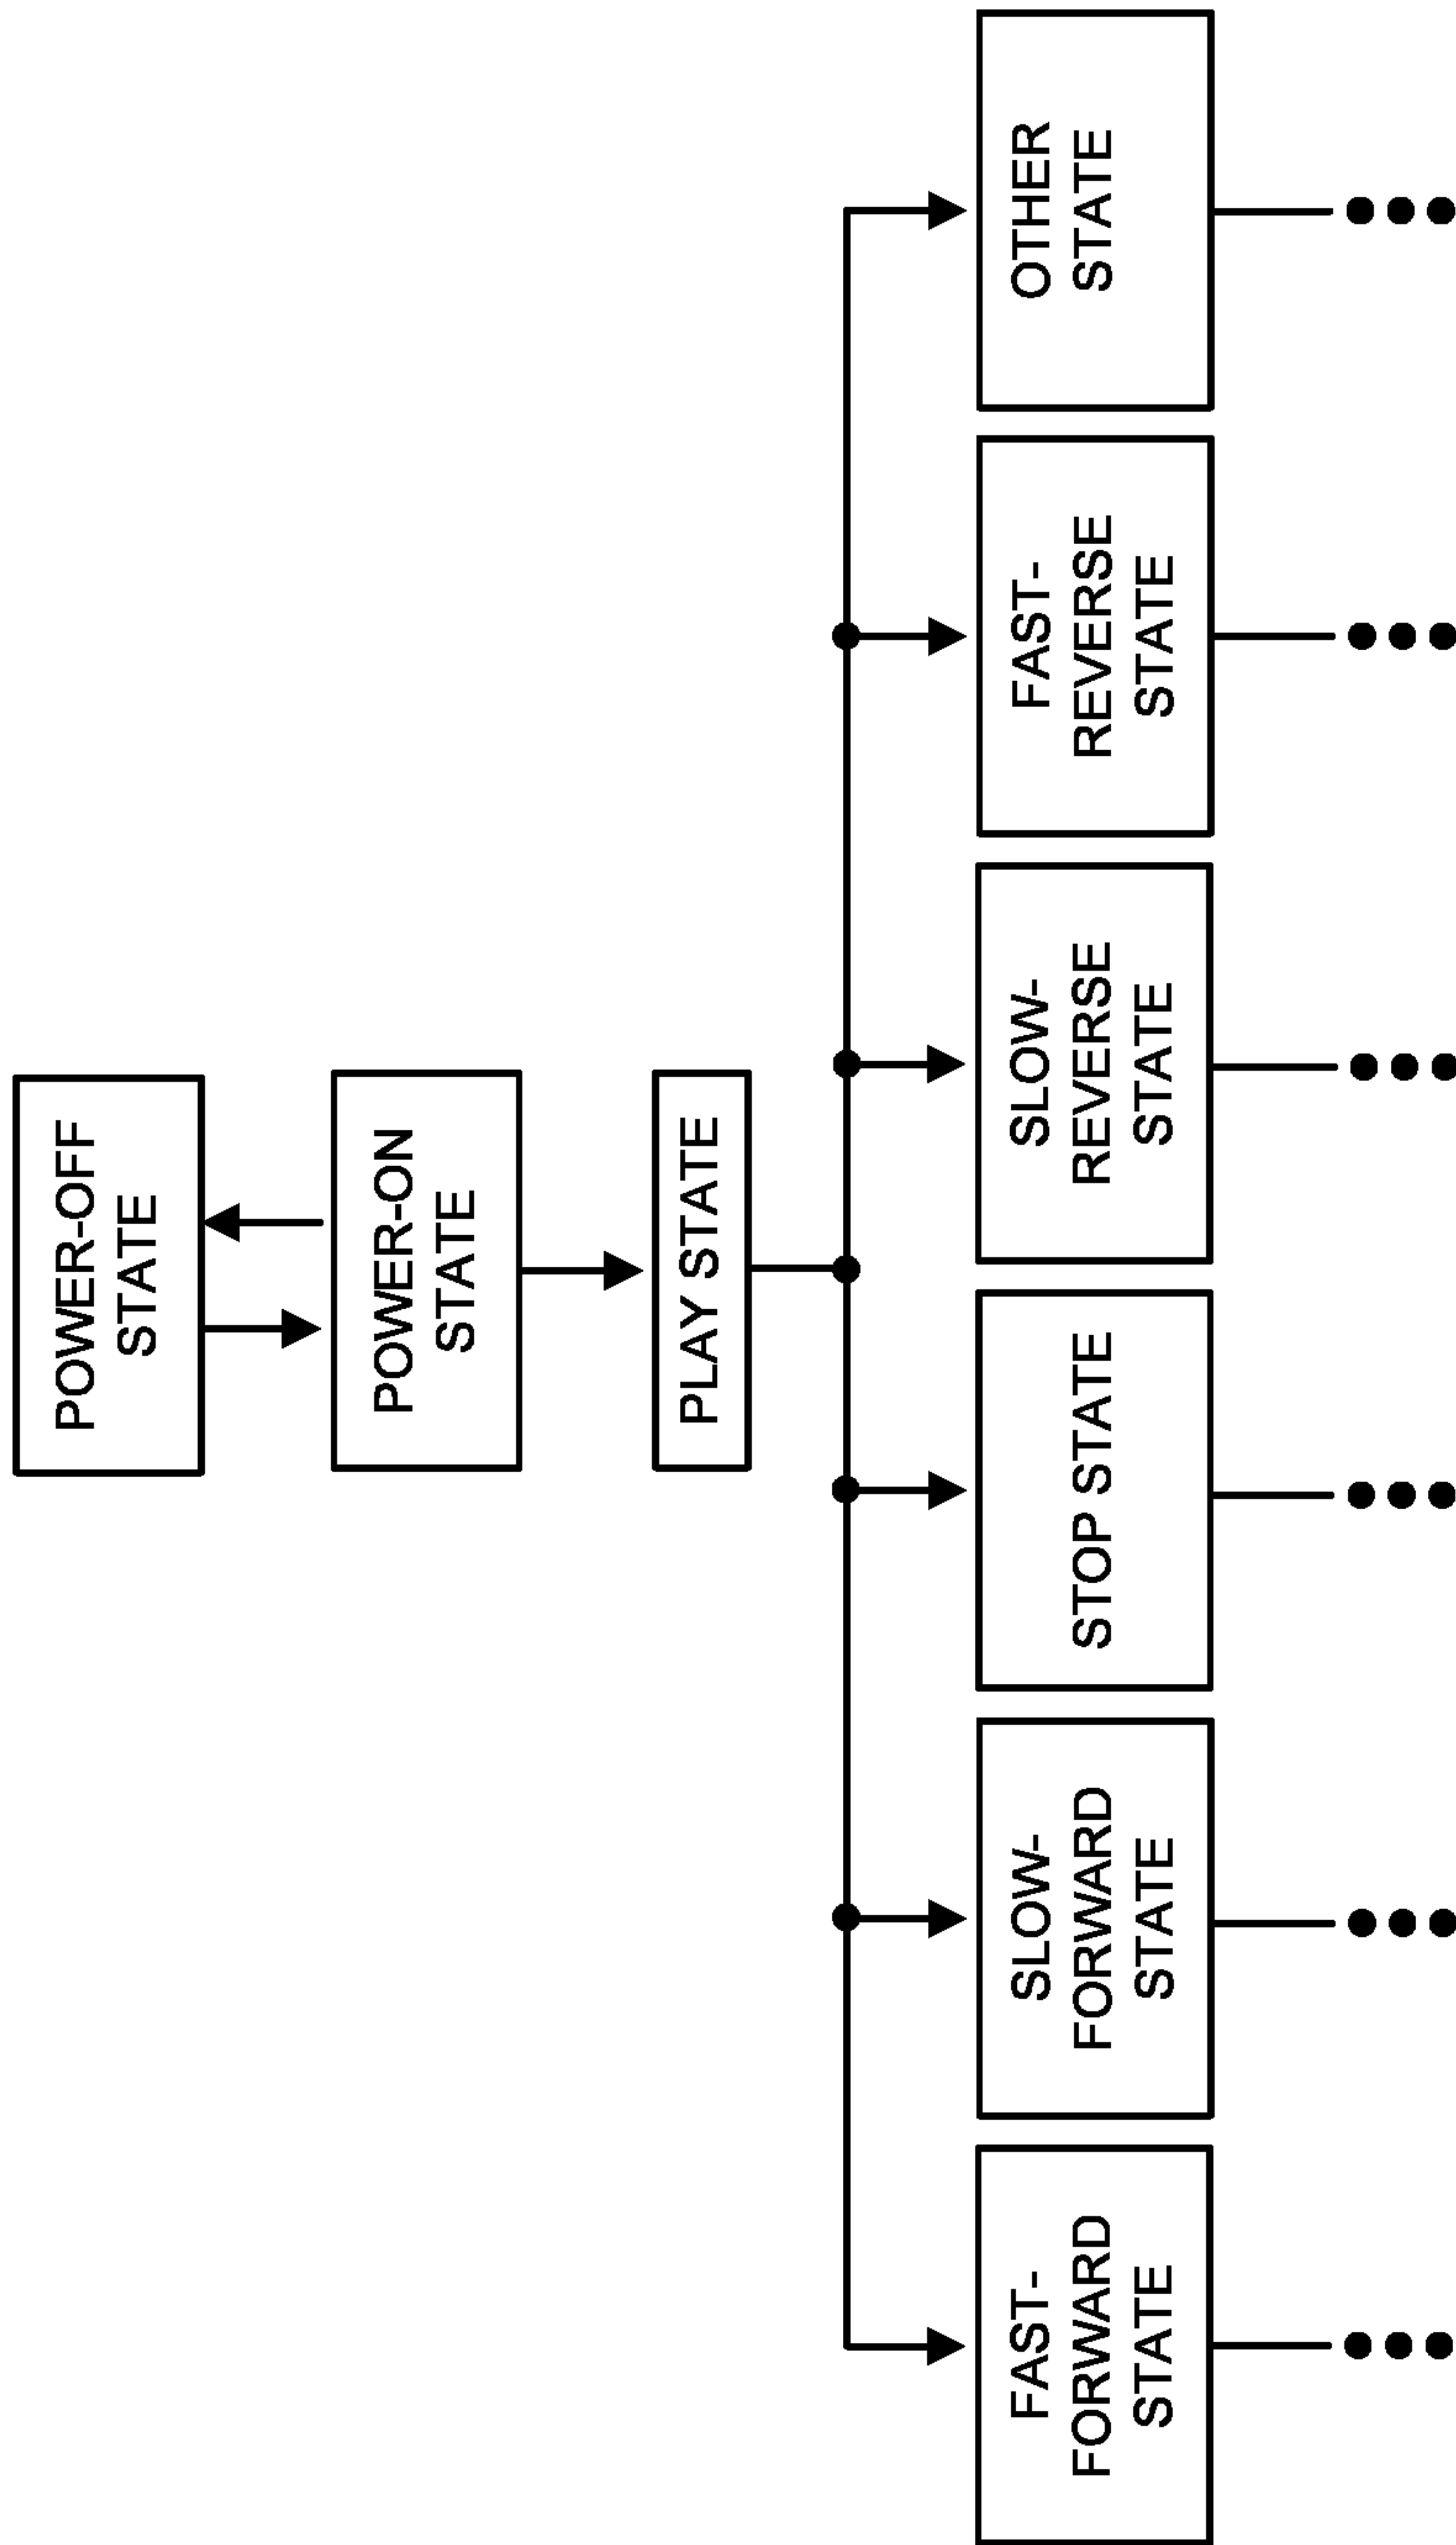 POWER-OFF
STATE
POWER-ON
STATE
PLAY STATE
FAST-
FORWARD
STATE
SLOW-
FORWARD
STATE
STOP STATE
SLOW-
REVERSE
STATE
FAST-
REVERSE
STATE
OTHER
STATE